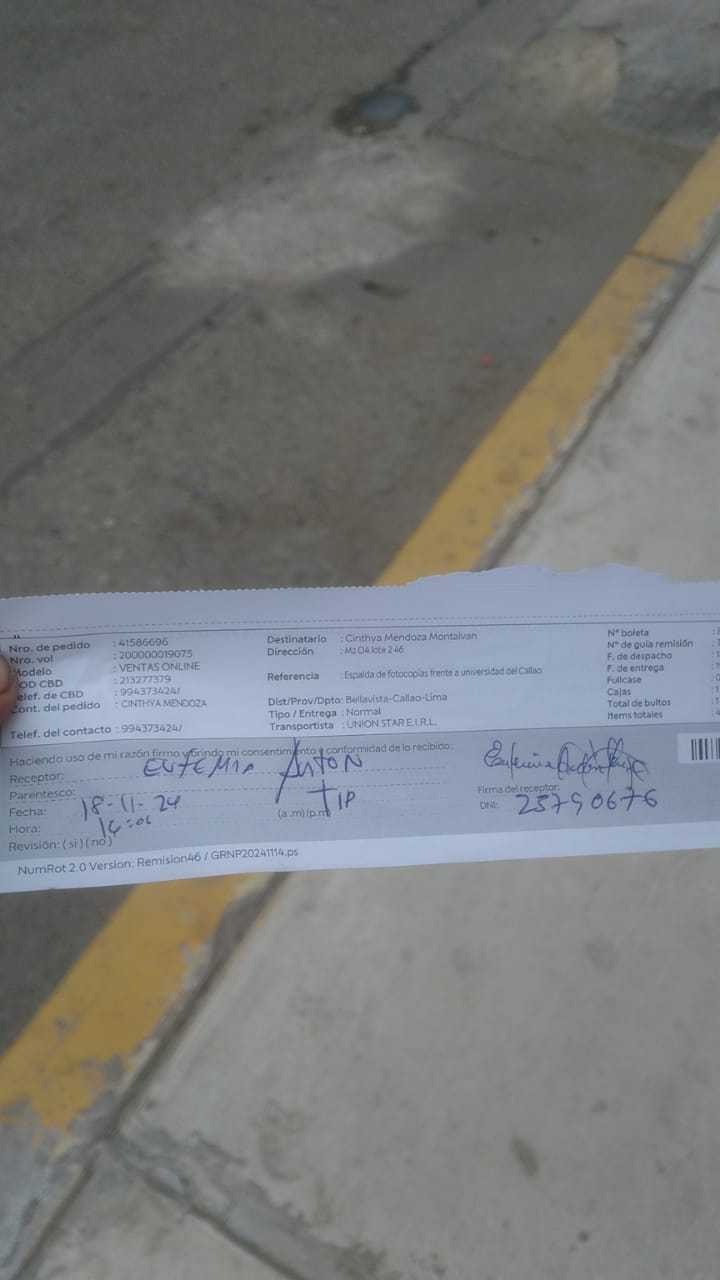 Nro. de pedido : 41586696
Nro. vol : 200000019075
Modelo : VENTAS ONLINE
COD CBD : 213277379
Telef. de CBD : 994373424/
Cont. del pedido : CINTHYA MENDOZA
Telef. del contacto : 994373424/
Destinatario : Cinthya Mendoza Montalvan
Dirección : Mz O4 lote 2 46
Referencia : Espalda de fotocopias frente a universidad del Callao
Dist/Prov/Dpto: Bellavista-Callao-Lima
Tipo / Entrega : Normal
Transportista : UNION STAR E.I.R.L.
N° boleta
N° de guía remisión
F. de despacho
F. de entrega
Fullcase
Cajas
Total de bultos
Items totales
Haciendo uso de mi razón firmo y brindo mi consentimiento y conformidad de lo recibido:
Receptor: EUFEMIA ANTON
Parentesco: TIP
Fecha: 18-11-24
Hora: 14:06 (a .m) (p.m)
Revisión: ( si ) ( no )
Firma del receptor:
DNI: 25790676
NumRot 2.0 Version: Remision46 / GRNP20241114.ps